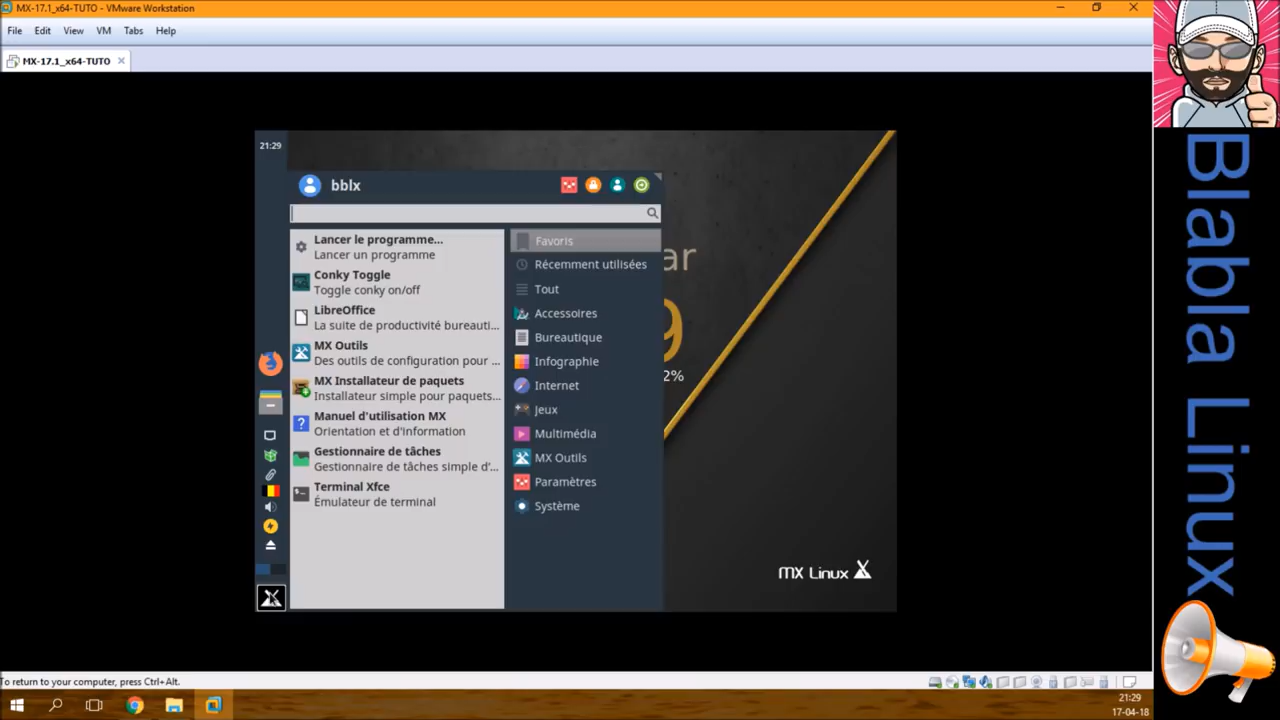 MX-17.1_x64-TUTO - VMware Workstation
File Edit View VM Tabs Help
MX-17.1_x64-TUTO
21:29
bblx
Lancer le programme...
Lancer un programme
Conky Toggle
Toggle conky on/off
LibreOffice
La suite de productivité bureauti...
MX Outils
Des outils de configuration pour ...
MX Installateur de paquets
Installateur simple pour paquets...
Manuel d'utilisation MX
Orientation et d'information
Gestionnaire de tâches
Gestionnaire de tâches simple d'...
Terminal Xfce
Émulateur de terminal
Favoris
Récemment utilisées
Tout
Accessoires
Bureautique
Infographie
Internet
Jeux
Multimédia
MX Outils
Paramètres
Système
ar
9
2%
MX Linux
To return to your computer, press Ctrl+Alt.
21:29
17-04-18
Blabla Linux